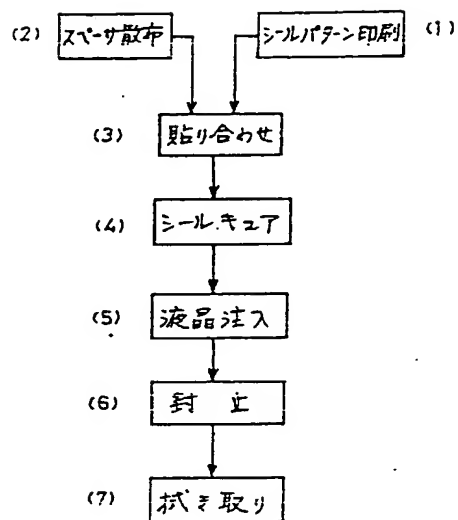 (2) スペーサ散布 シールパターン印刷 (1)
(3) 貼り合わせ
(4) シール.キュア
(5) 液晶注入
(6) 封止
(7) 拭き取り